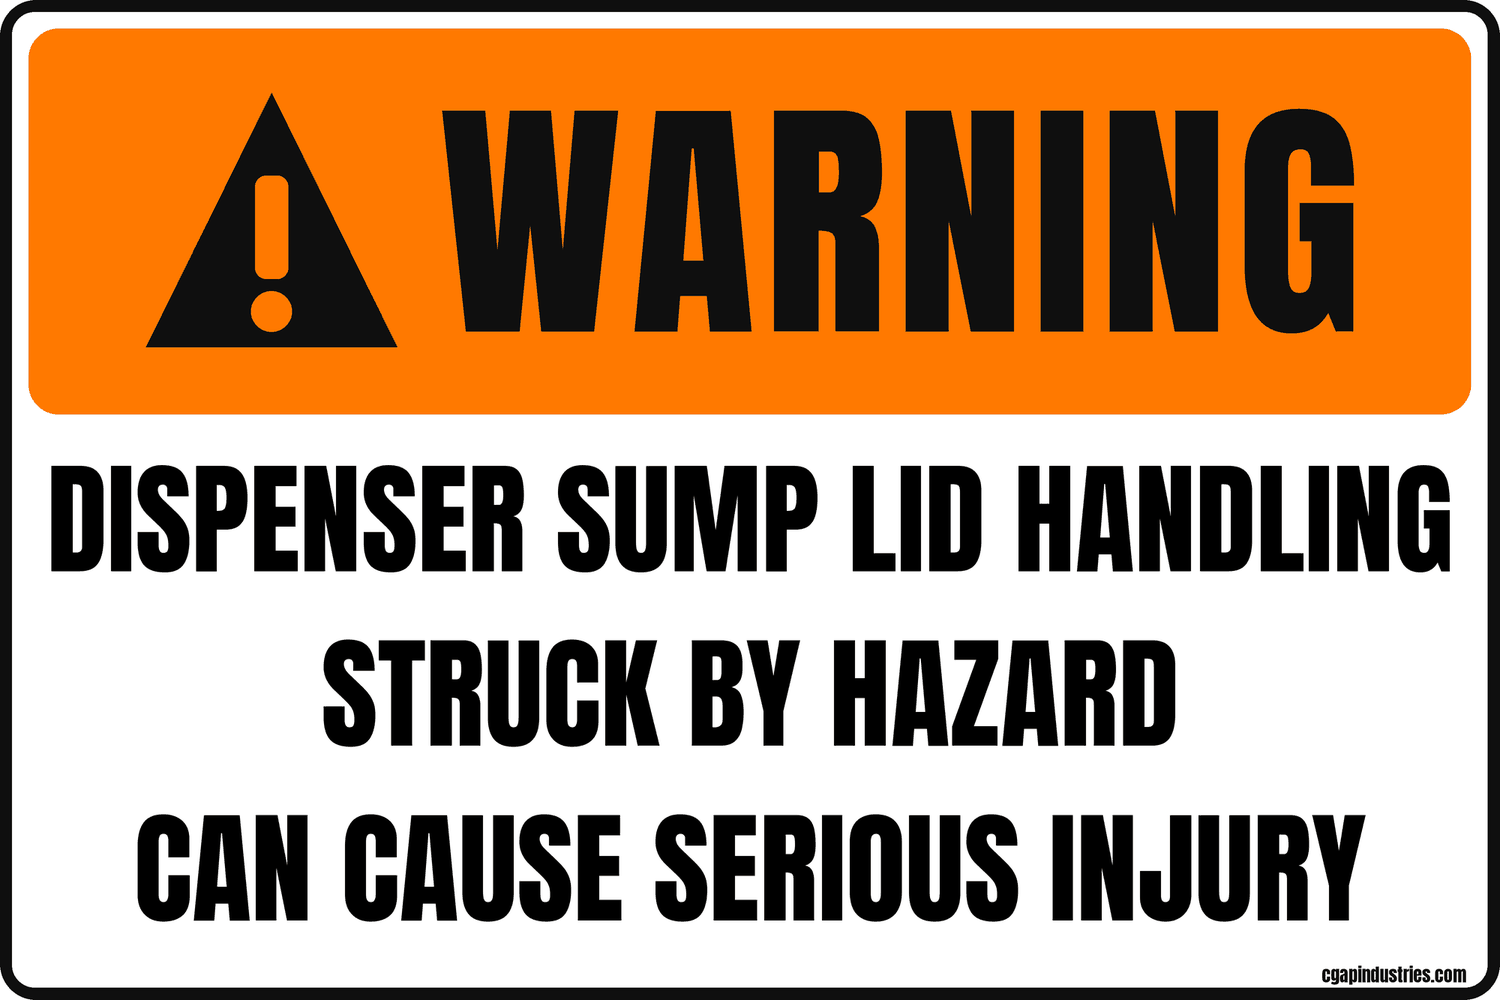 WARNING
DISPENSER SUMP LID HANDLING
STRUCK BY HAZARD
CAN CAUSE SERIOUS INJURY
cgapindustries.com